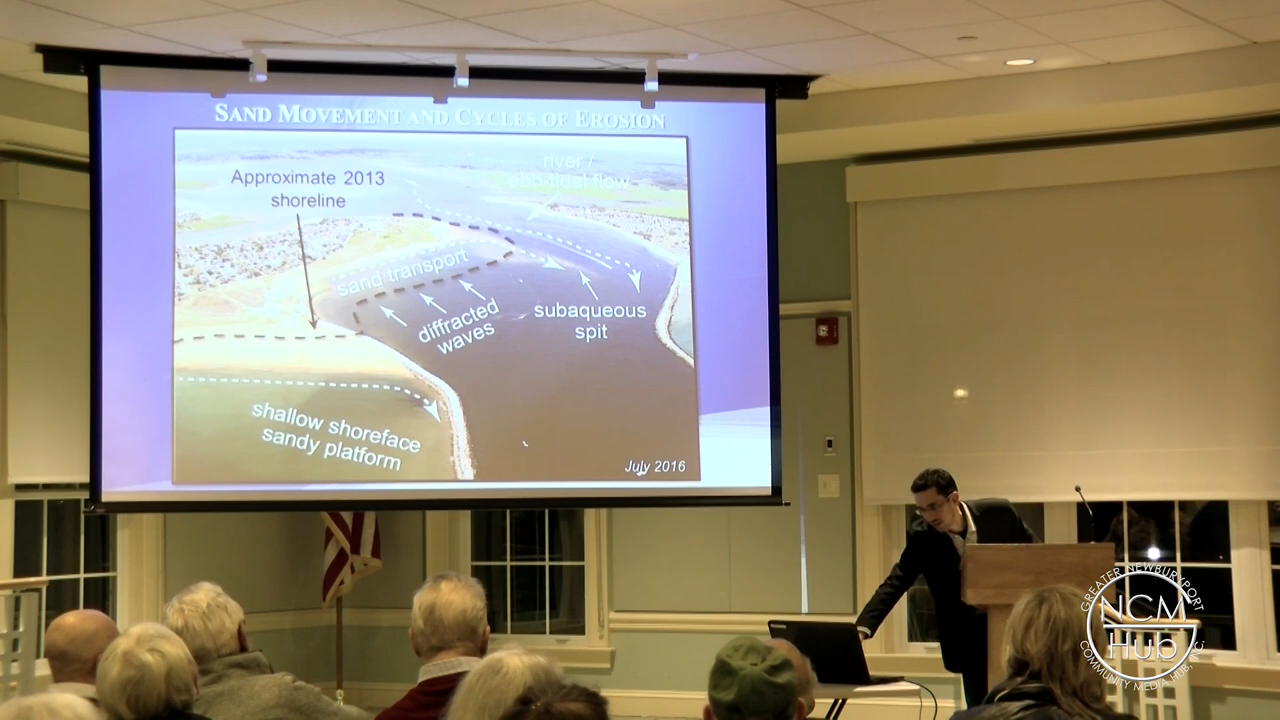 SAND MOVEMENT AND CYCLES OF EROSION
river /
ebb-tidal flow
Approximate 2013
shoreline
sand transport
diffracted
waves
subaqueous
spit
shallow shoreface
sandy platform
July 2016
GREATER NEWBURYPORT
NCM
Hub
COMMUNITY MEDIA HUB, INC.